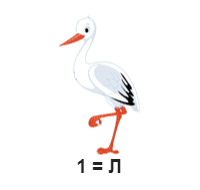 1 = Л